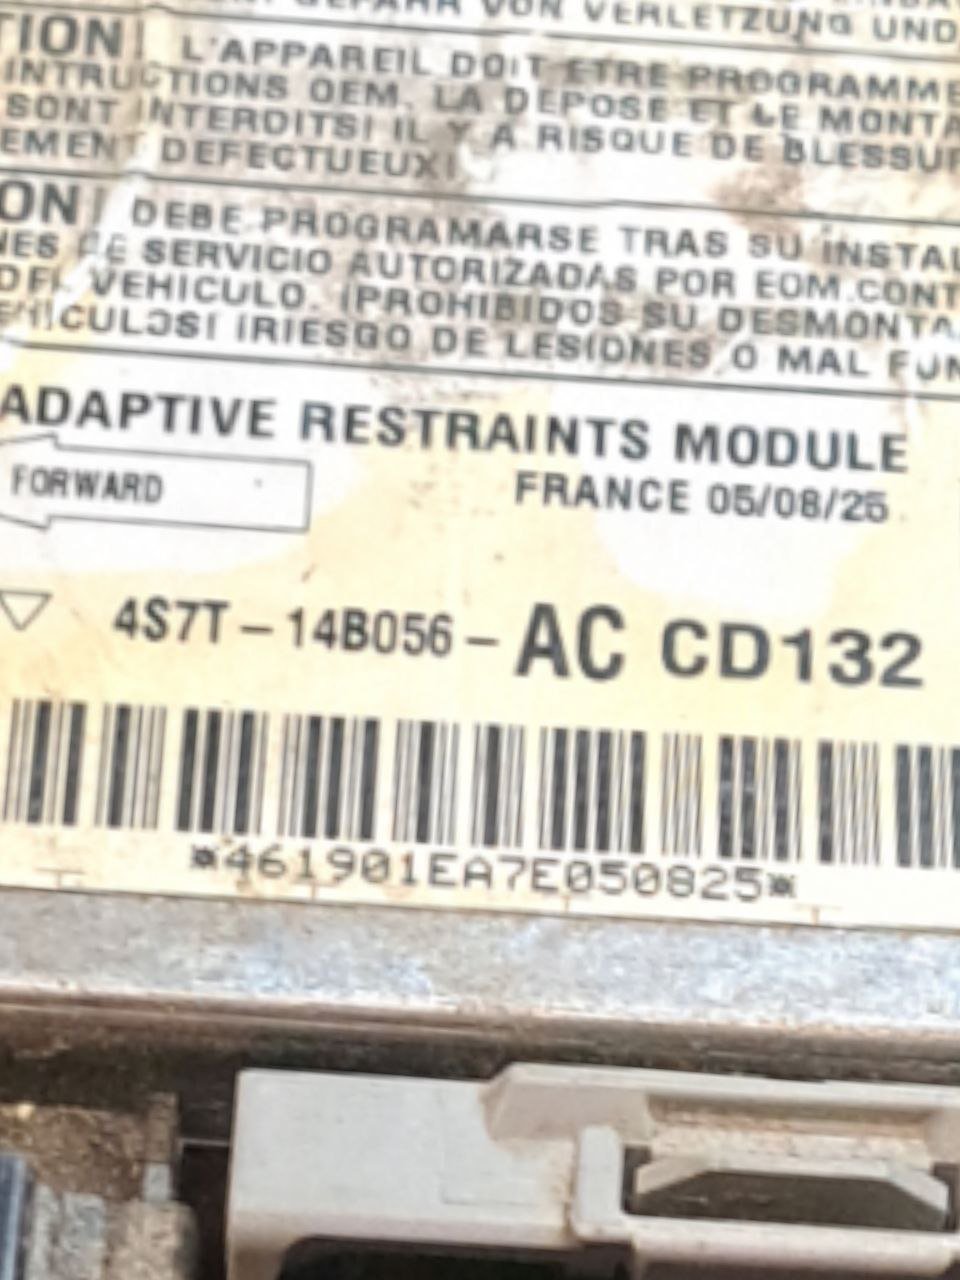 GEFAHR VON VERLETZUNG UND
TION! L'APPAREIL DOIT ETRE PROGRAMME
INTRUCTIONS OEM. LA DEPOSE ET LE MONTA
SONT INTERDITS! IL Y A RISQUE DE BLESSUR
EMENT DEFECTUEUX!
ON! DEBE PROGRAMARSE TRAS SU INSTAL
NES DE SERVICIO AUTORIZADAS POR EOM.CONT
DEL VEHICULO. (PROHIBIDOS SU DESMONTA
EHICULOS! (RIESGO DE LESIONES O MAL FUN
ADAPTIVE RESTRAINTS MODULE
FORWARD
FRANCE 05/08/25
4S7T-14B056-AC CD132
*461901EA7E050825*